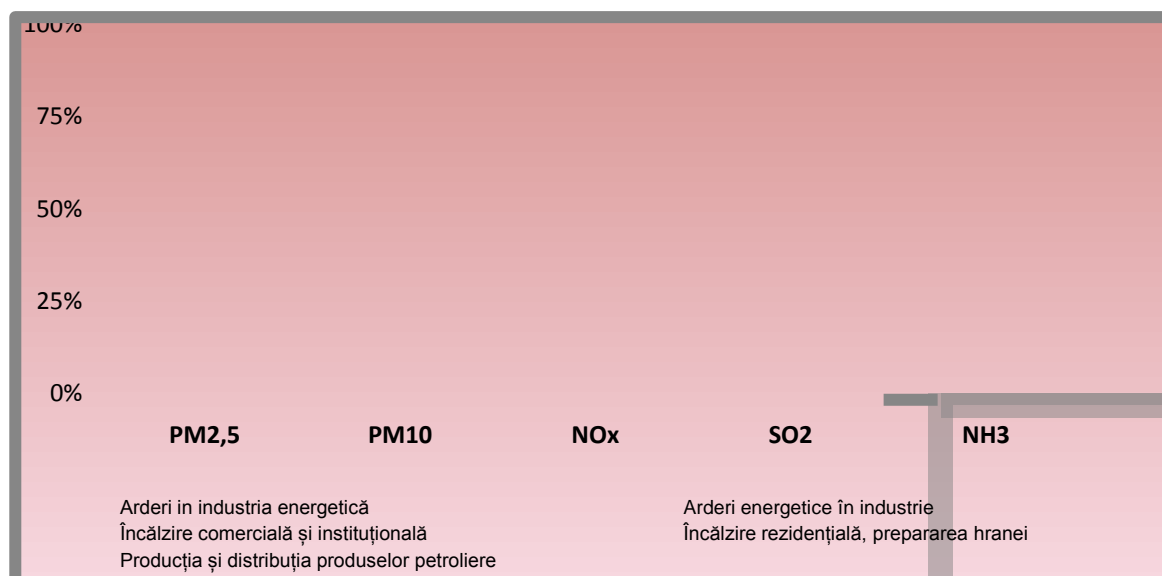 100%
75%
50%
25%
0%
PM2,5 PM10 NOx SO2 NH3
Arderi in industria energetică Arderi energetice în industrie
Încălzire comercială și instituțională Încălzire rezidențială, prepararea hranei
Producția și distribuția produselor petroliere